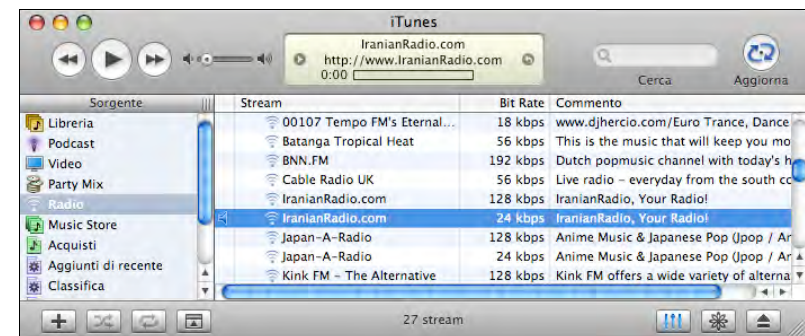 iTunes
IranianRadio.com
http://www.IranianRadio.com
0:00
Cerca
Aggiorna
Sorgente
Libreria
Podcast
Video
Party Mix
Radio
Music Store
Acquisti
Aggiunti di recente
Classifica
Stream Bit Rate Commento
00107 Tempo FM's Eternal... 18 kbps www.djhercio.com/Euro Trance, Dance
Batanga Tropical Heat 56 kbps This is the music that will keep you mo
BNN.FM 192 kbps Dutch popmusic channel with today's h
Cable Radio UK 56 kbps Live radio – everyday from the south co
IranianRadio.com 128 kbps IranianRadio, Your Radio!
IranianRadio.com 24 kbps IranianRadio, Your Radio!
Japan-A-Radio 128 kbps Anime Music & Japanese Pop (Jpop / An
Japan-A-Radio 24 kbps Anime Music & Japanese Pop (Jpop / An
Kink FM – The Alternative 128 kbps Kink FM offers a wide variety of alterna
27 stream